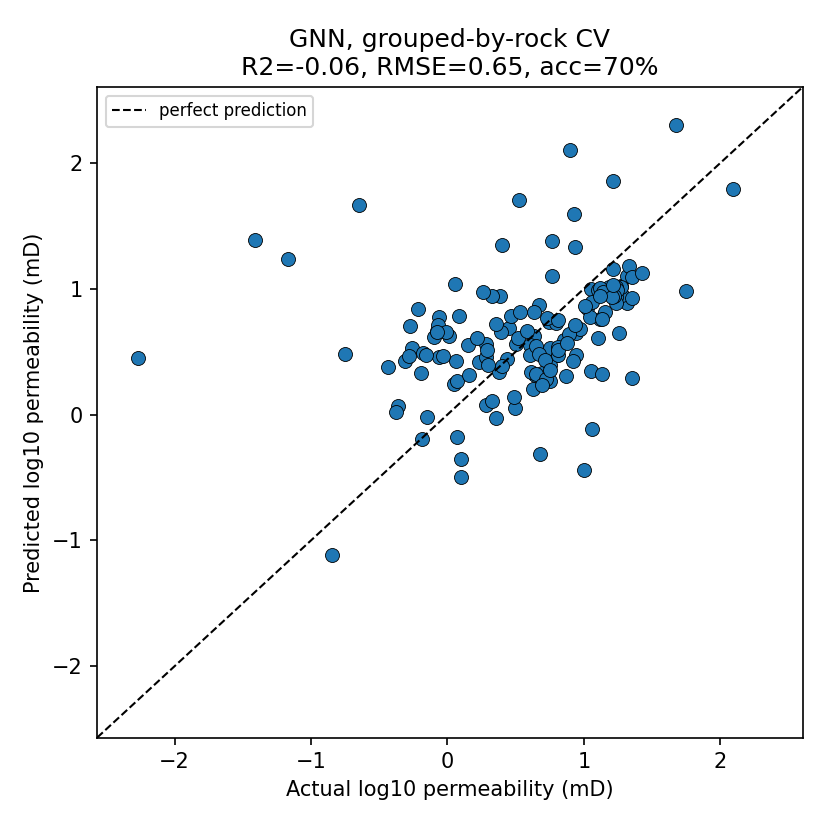 GNN, grouped-by-rock CV
R2=-0.06, RMSE=0.65, acc=70%
perfect prediction
Predicted log10 permeability (mD)
2
1
0
−1
−2
−2
−1
0
1
2
Actual log10 permeability (mD)